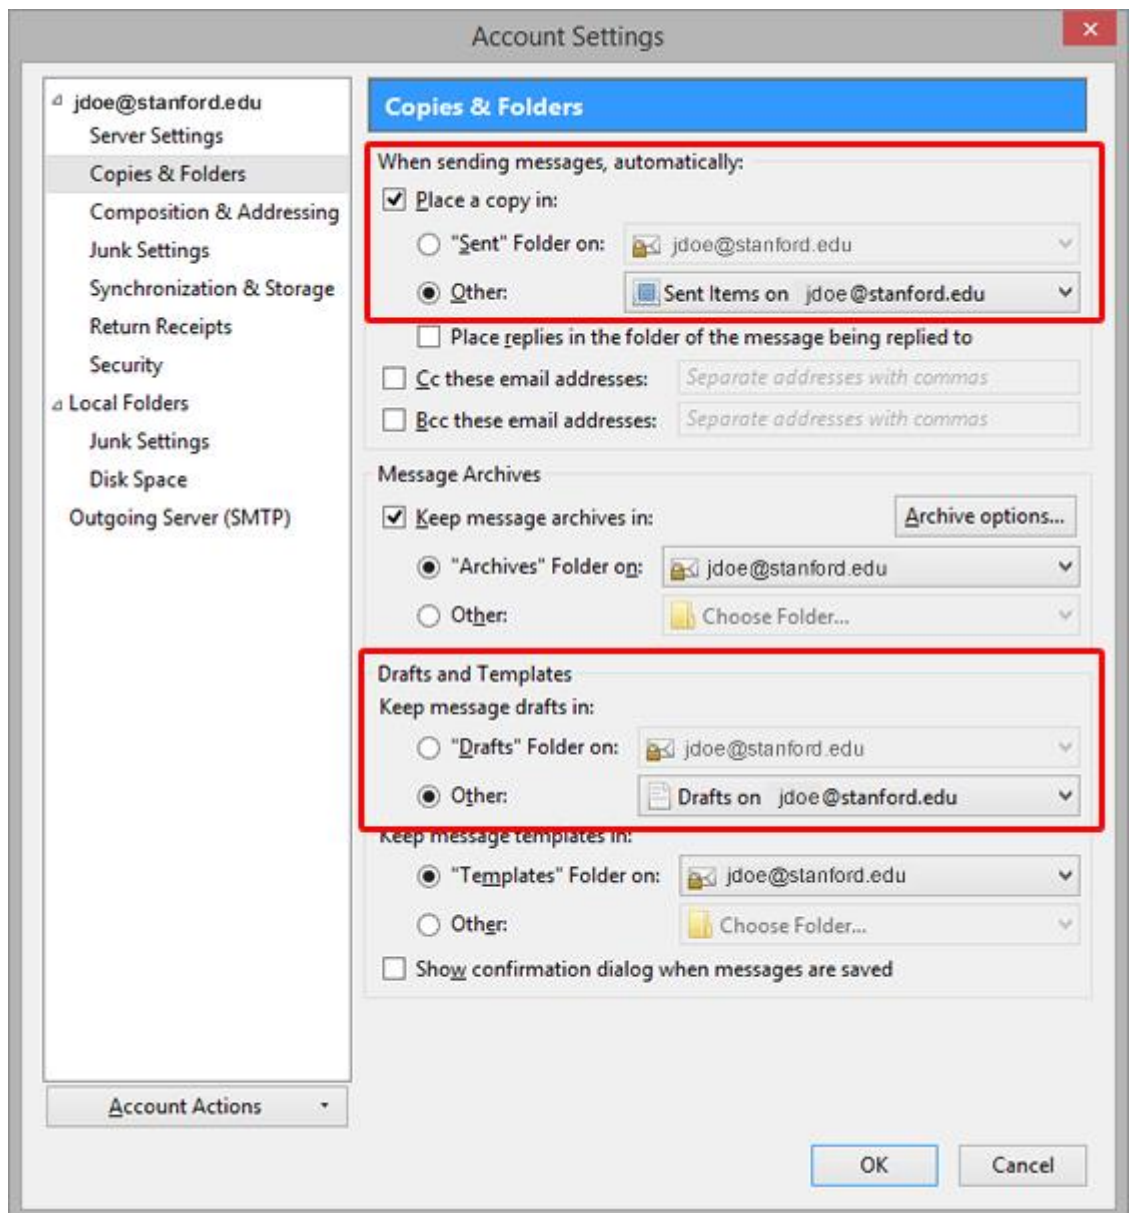 Account Settings
jdoe@stanford.edu
Server Settings
Copies & Folders
Composition & Addressing
Junk Settings
Synchronization & Storage
Return Receipts
Security
Local Folders
Junk Settings
Disk Space
Outgoing Server (SMTP)
Account Actions
Copies & Folders
When sending messages, automatically:
Place a copy in:
"Sent" Folder on: jdoe@stanford.edu
Other: Sent Items on jdoe@stanford.edu
Place replies in the folder of the message being replied to
Cc these email addresses: Separate addresses with commas
Bcc these email addresses: Separate addresses with commas
Message Archives
Keep message archives in: Archive options...
"Archives" Folder on: jdoe@stanford.edu
Other: Choose Folder...
Drafts and Templates
Keep message drafts in:
"Drafts" Folder on: jdoe@stanford.edu
Other: Drafts on jdoe@stanford.edu
Keep message templates in:
"Templates" Folder on: jdoe@stanford.edu
Other: Choose Folder...
Show confirmation dialog when messages are saved
OK Cancel